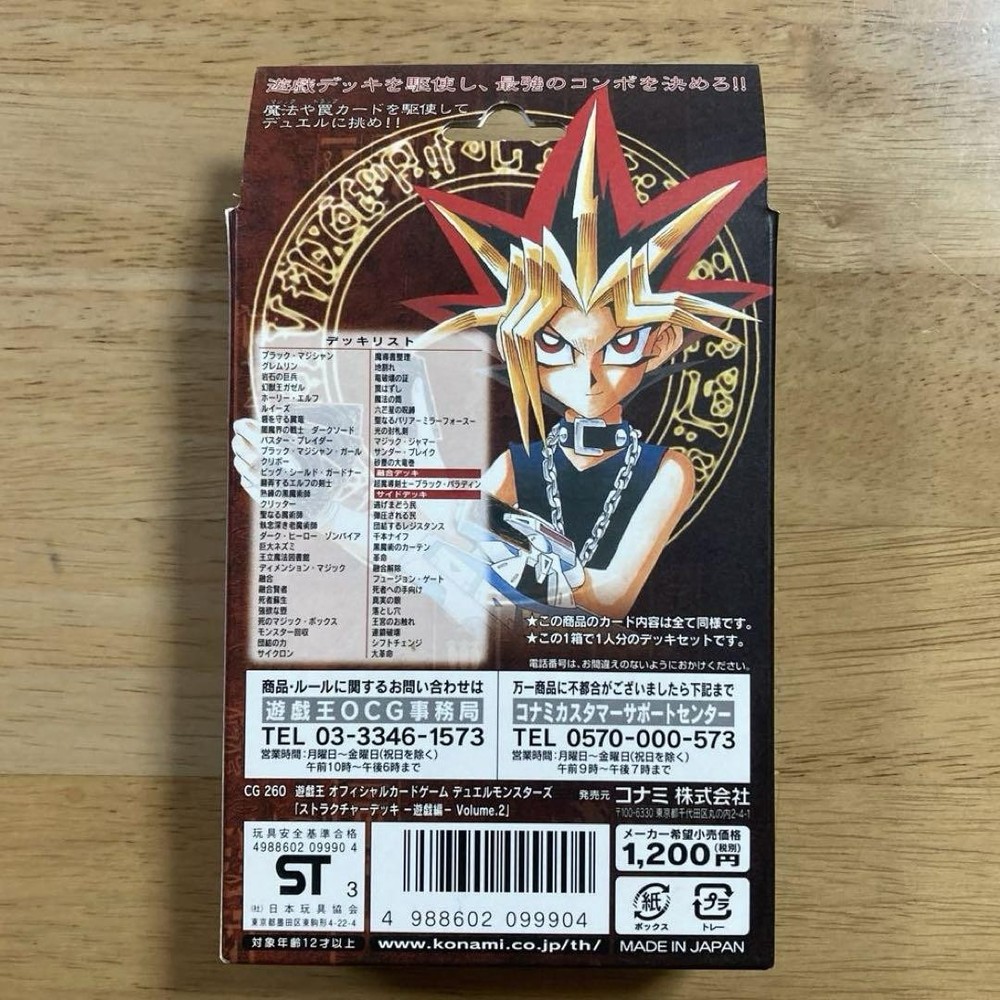 遊戯デッキを駆使し、最強のコンボを決めろ!!
魔法や罠カードを駆使して
デュエルに挑め!!
デッキリスト
ブラック・マジシャン
グレムリン
岩石の巨兵
幻獣王ガゼル
ホーリー・エルフ
ルイーズ
砦を守る翼竜
闇魔界の戦士 ダークソード
バスター・ブレイダー
ブラック・マジシャン・ガール
クリボー
ビッグ・シールド・ガードナー
翻弄するエルフの剣士
熟練の黒魔術師
クリッター
聖なる魔術師
執念深き老魔術師
ダーク・ヒーロー ゾンバイア
巨大ネズミ
王立魔法図書館
ディメンション・マジック
融合
融合賢者
死者蘇生
強欲な壺
死のマジック・ボックス
モンスター回収
団結の力
サイクロン
魔導書整理
地割れ
竜破壊の証
罠はずし
魔法の筒
六芒星の呪縛
聖なるバリアーミラーフォースー
光の封札剣
マジック・ジャマー
サンダー・ブレイク
砂塵の大竜巻
融合デッキ
超魔導剣士ーブラック・パラディン
サイドデッキ
逃げまどう民
弾圧される民
団結するレジスタンス
千本ナイフ
黒魔術のカーテン
革命
融合解除
フュージョン・ゲート
死者への手向け
真実の眼
落とし穴
王宮のお触れ
連鎖破壊
シフトチェンジ
大革命
★この商品のカード内容は全て同様です。
★この1箱で1人分のデッキセットです。
電話番号は、お間違えのないようにおかけください。
商品・ルールに関するお問い合わせは
遊戯王OCG事務局
TEL 03-3346-1573
営業時間:月曜日～金曜日(祝日を除く)
午前10時～午後6時まで
万一商品に不都合がございましたら下記まで
コナミカスタマーサポートセンター
TEL 0570-000-573
営業時間:月曜日～金曜日(祝日を除く)
午前9時～午後7時まで
CG 260 遊戯王 オフィシャルカードゲーム デュエルモンスターズ
「ストラクチャーデッキ －遊戯編－ Volume.2」
発売元 コナミ 株式会社
〒100-6330 東京都千代田区丸の内2-4-1
玩具安全基準合格
4988602 09990 4
ST 3
(社) 日本玩具協会
東京都墨田区東駒形4-22-4
対象年齢12才以上
4 988602 099904
www.konami.co.jp/th/
メーカー希望小売価格
1,200円(税別)
紙
ボックス
プラ
トレー
MADE IN JAPAN